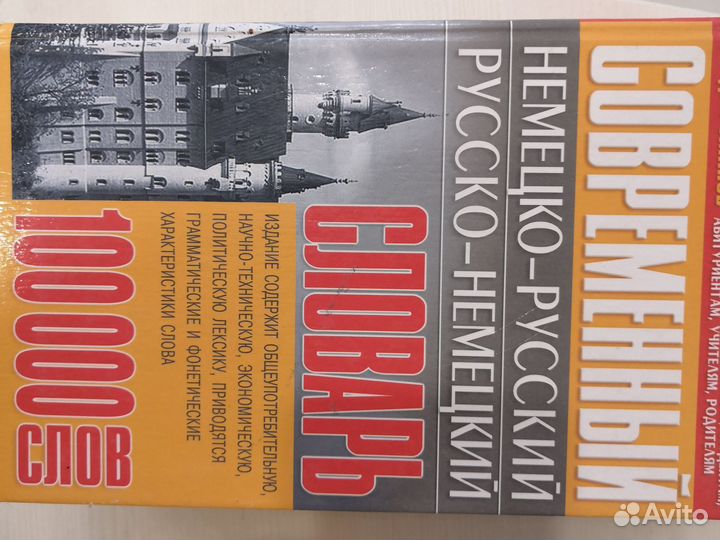 АБИТУРИЕНТАМ, УЧИТЕЛЯМ, РОДИТЕЛЯМ
СОВРЕМЕННЫЙ
НЕМЕЦКО-РУССКИЙ
РУССКО-НЕМЕЦКИЙ
СЛОВАРЬ
ИЗДАНИЕ СОДЕРЖИТ ОБЩЕУПОТРЕБИТЕЛЬНУЮ,
НАУЧНО-ТЕХНИЧЕСКУЮ, ЭКОНОМИЧЕСКУЮ,
ПОЛИТИЧЕСКУЮ ЛЕКСИКУ, ПРИВОДЯТСЯ
ГРАММАТИЧЕСКИЕ И ФОНЕТИЧЕСКИЕ
ХАРАКТЕРИСТИКИ СЛОВА
100 000 СЛОВ
Avito